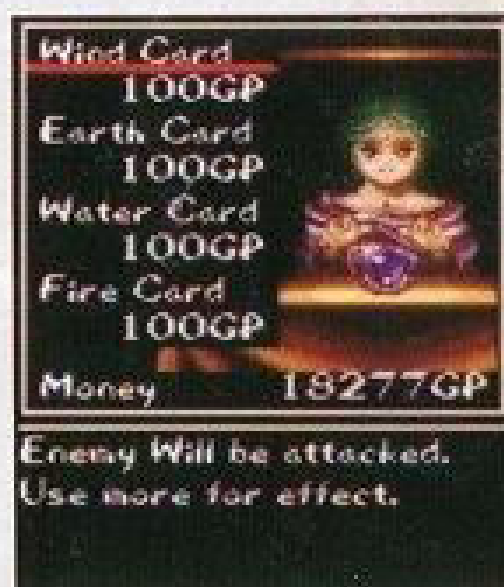 Wind Card
100GP
Earth Card
100GP
Water Card
100GP
Fire Card
100GP
Money 18277GP
Enemy Will be attacked.
Use more for effect.